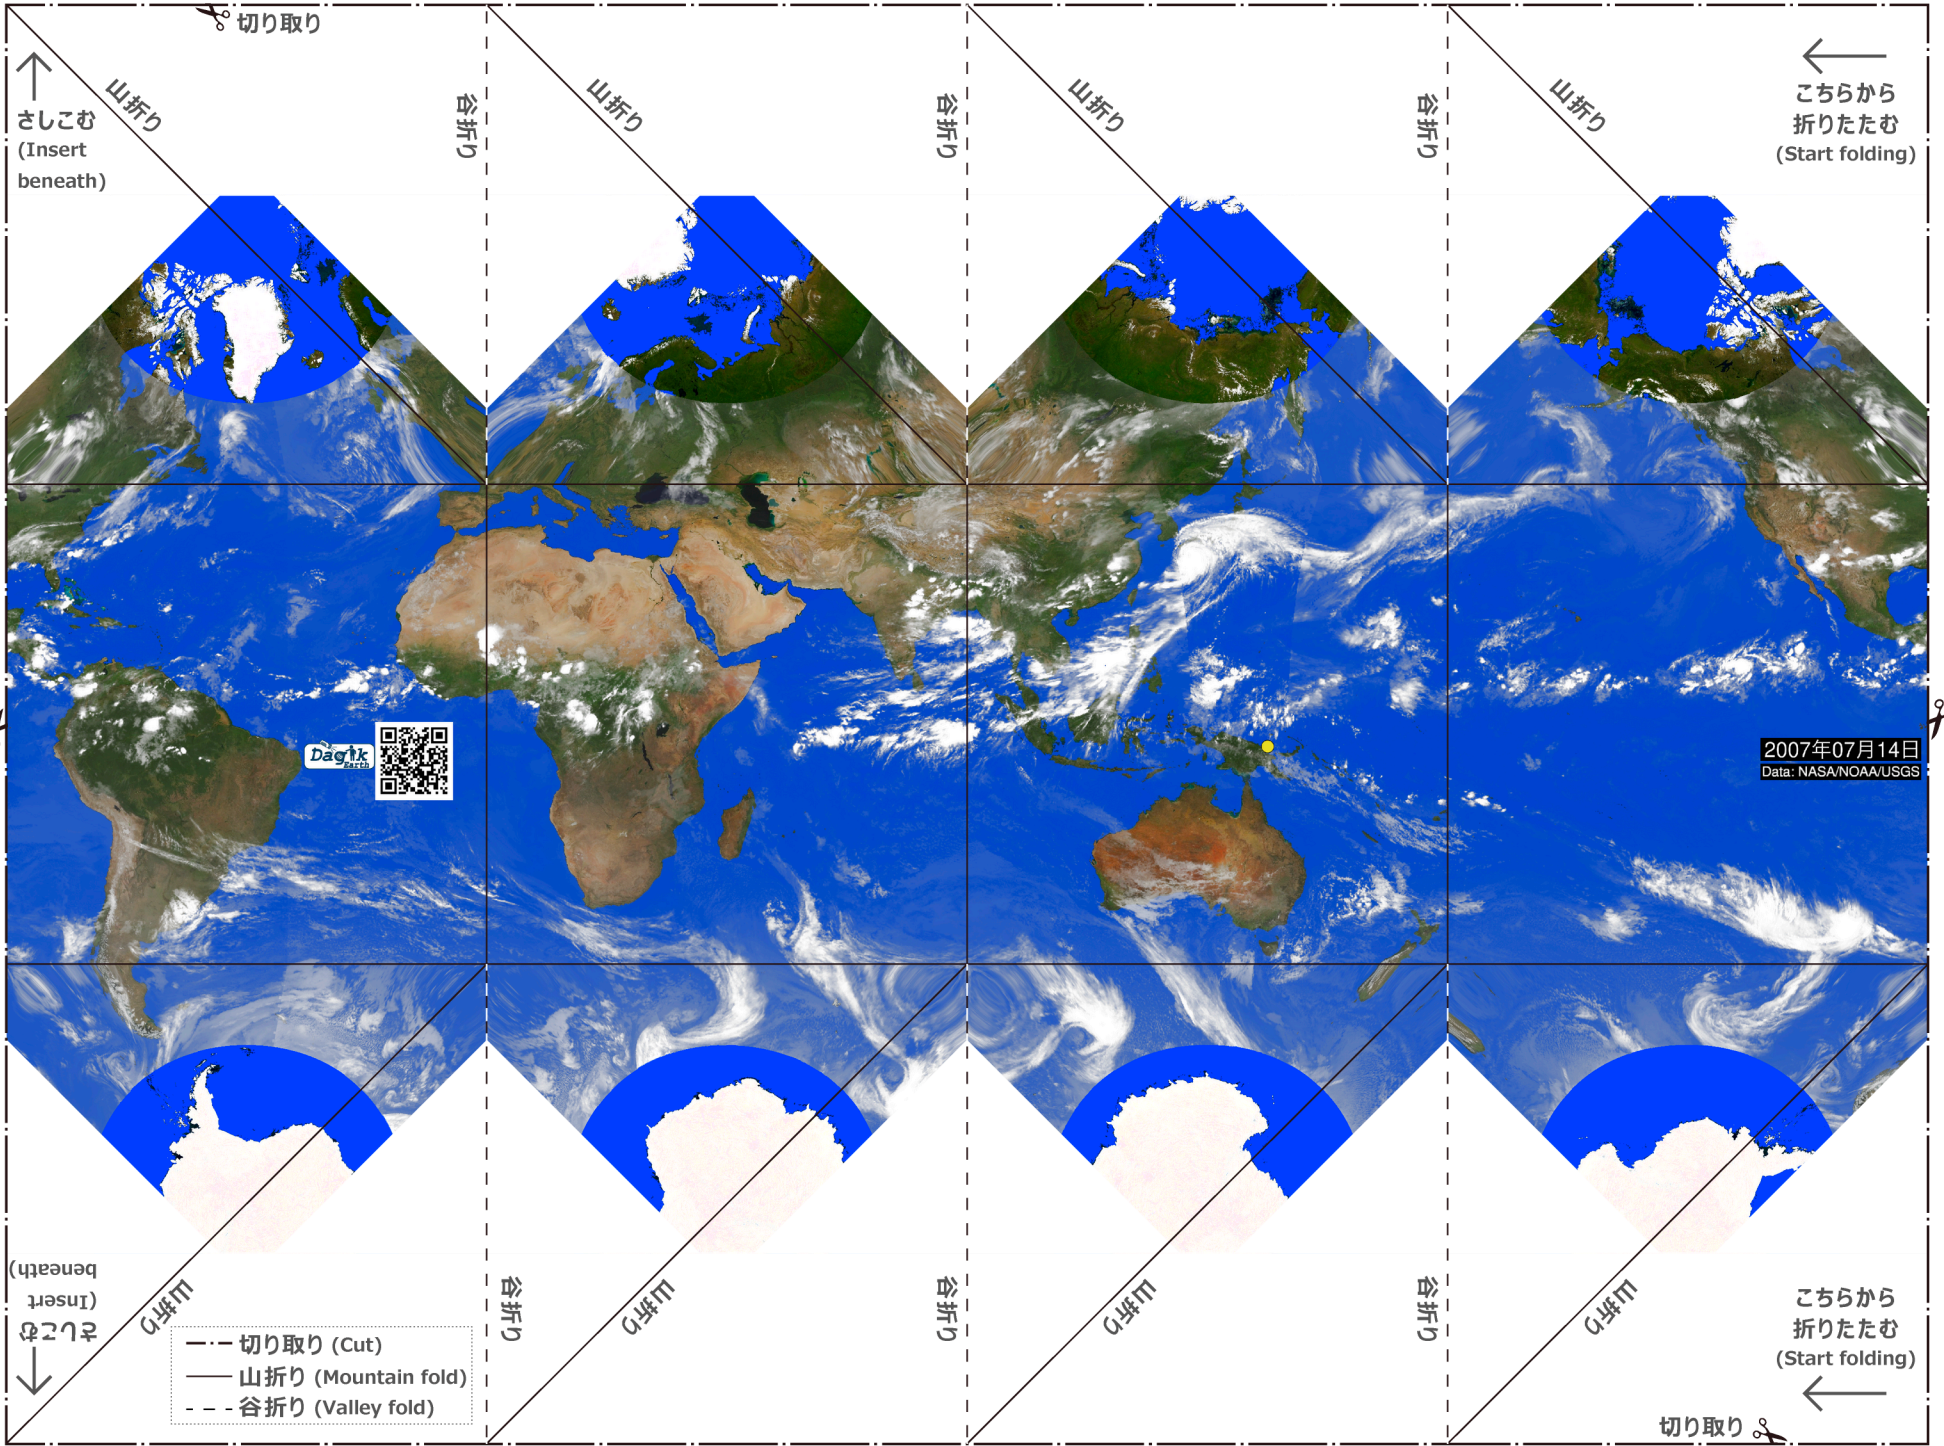 切り取り
山折り
谷折り
山折り
谷折り
山折り
谷折り
山折り
さしこむ
(Insert
beneath)
こちらから
折りたたむ
(Start folding)
Dagik
Earth
2007年07月14日
Data: NASA/NOAA/USGS
さしこむ
(Insert
beneath)
山折り
谷折り
山折り
谷折り
山折り
谷折り
山折り
こちらから
折りたたむ
(Start folding)
切り取り (Cut)
山折り (Mountain fold)
谷折り (Valley fold)
切り取り